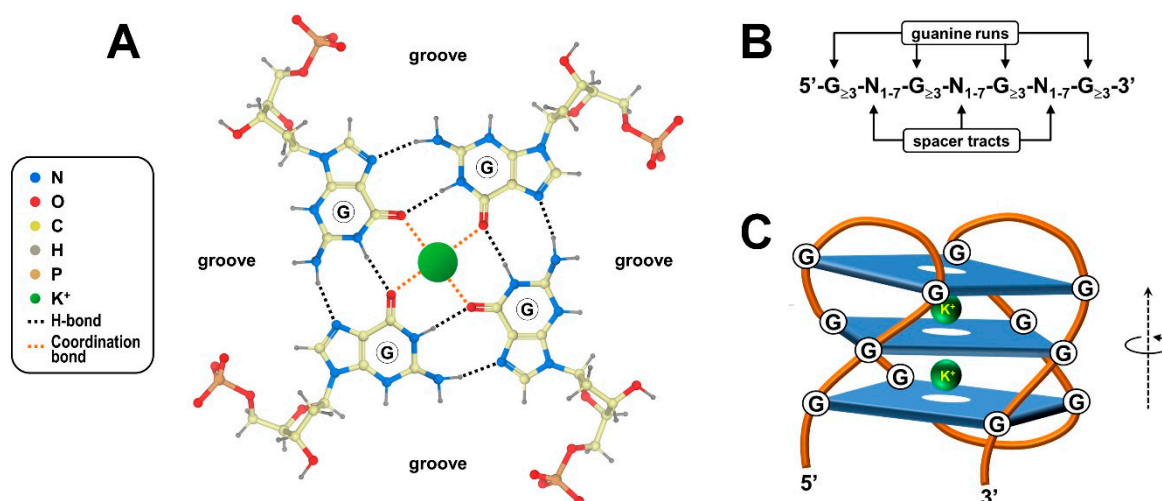 A
groove
groove
groove
groove
G
G
G
G
N
O
C
H
P
K⁺
H-bond
Coordination
bond
B
guanine runs
5’-G≥3-N1-7-G≥3-N1-7-G≥3-N1-7-G≥3-3’
spacer tracts
C
G
G
G
G
K⁺
G
G
G
G
G
K⁺
G
G
G
5’
3’